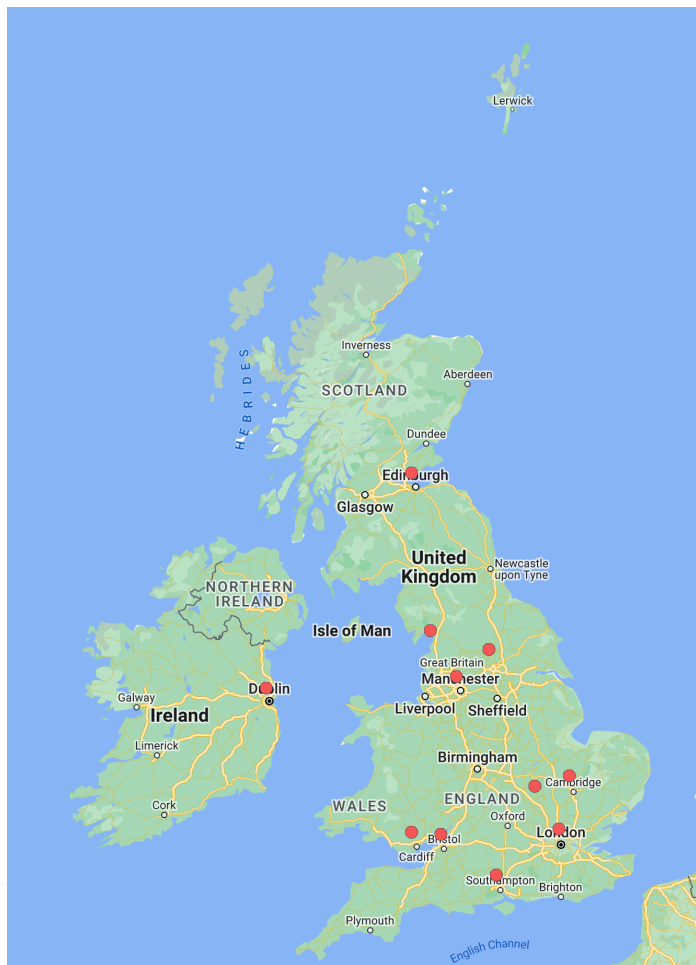 Lerwick
Inverness
HEBRIDES
SCOTLAND
Aberdeen
Dundee
Edinburgh
Glasgow
United
Kingdom
Newcastle
upon Tyne
NORTHERN
IRELAND
Isle of Man
Great Britain
Manchester
Dublin
Galway
Ireland
Liverpool
Sheffield
Limerick
Birmingham
Cambridge
WALES
ENGLAND
Cork
Oxford
London
Bristol
Cardiff
Southampton
Brighton
Plymouth
English Channel